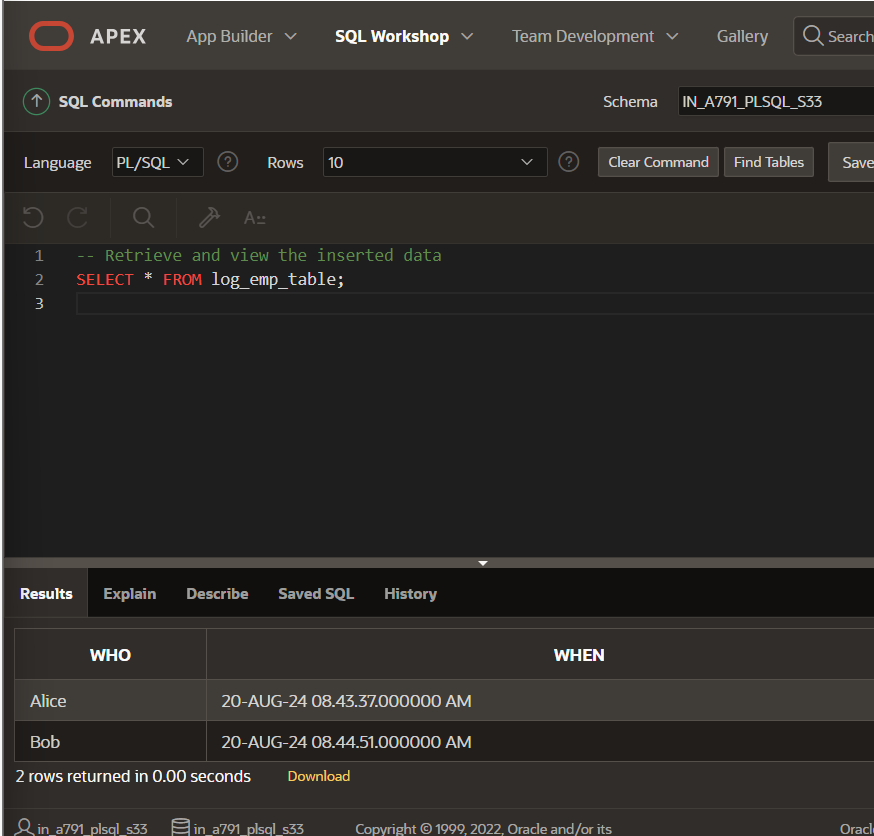 APEX App Builder SQL Workshop Team Development Gallery Search
SQL Commands Schema IN_A791_PLSQL_S33
Language PL/SQL ? Rows 10 ? Clear Command Find Tables Save
A::
1 -- Retrieve and view the inserted data
2 SELECT * FROM log_emp_table;
3
Results Explain Describe Saved SQL History
WHO WHEN
Alice 20-AUG-24 08.43.37.000000 AM
Bob 20-AUG-24 08.44.51.000000 AM
2 rows returned in 0.00 seconds Download
in_a791_plsql_s33 in_a791_plsql_s33 Copyright © 1999, 2022, Oracle and/or its Oracl